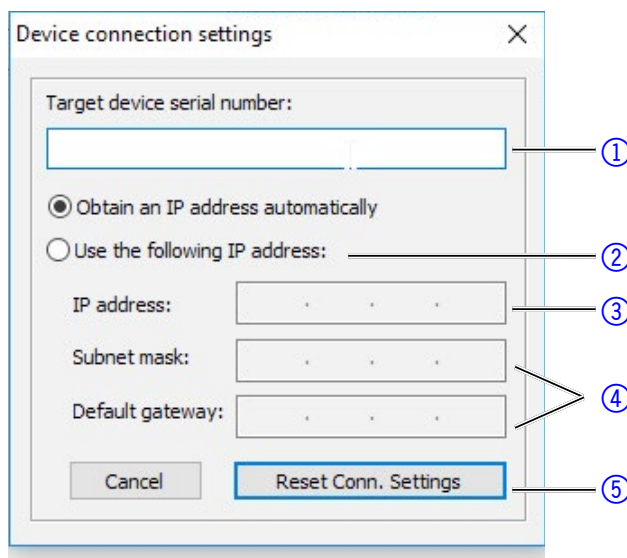 Device connection settings
Target device serial number:
①
Obtain an IP address automatically
Use the following IP address:
②
IP address: . . .
③
Subnet mask: . . .
④
Default gateway: . . .
Cancel Reset Conn. Settings
⑤